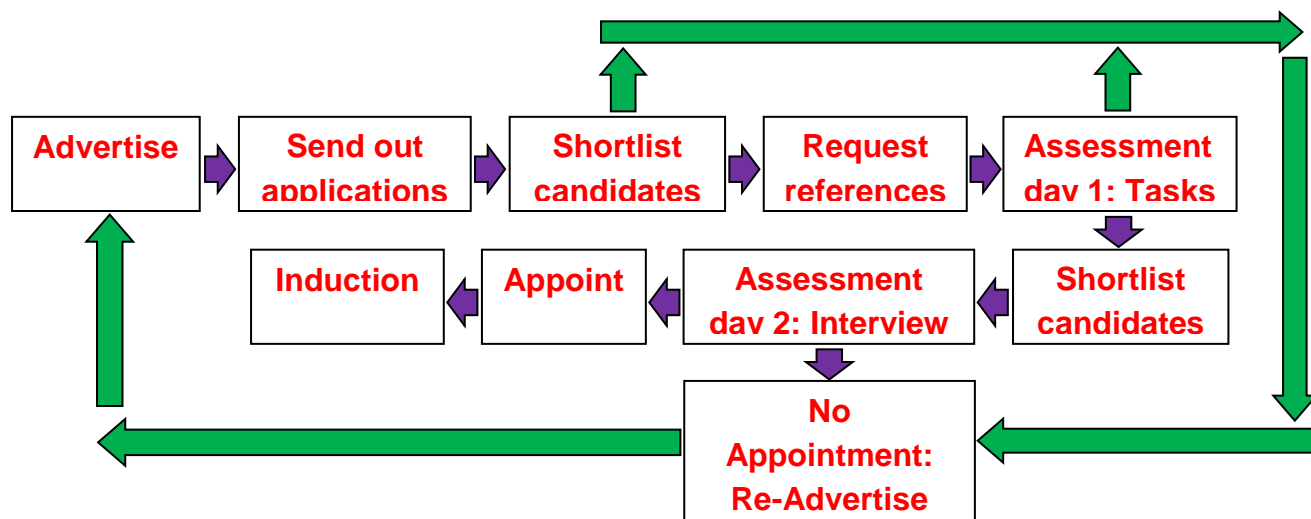 Advertise
Send out
applications
Shortlist
candidates
Request
references
Assessment
day 1: Tasks
Induction
Appoint
Assessment
day 2: Interview
Shortlist
candidates
No
Appointment:
Re-Advertise